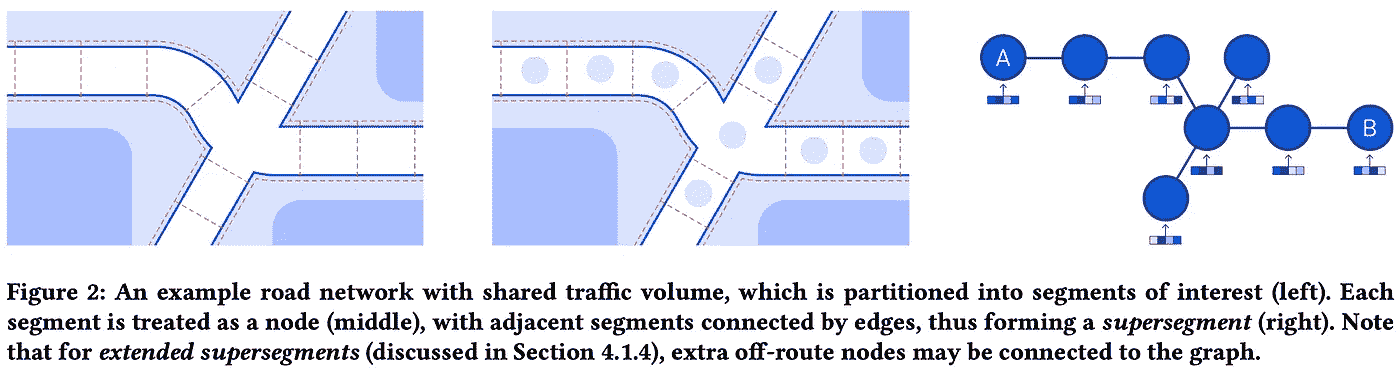 A
B
Figure 2: An example road network with shared traffic volume, which is partitioned into segments of interest (left). Each
segment is treated as a node (middle), with adjacent segments connected by edges, thus forming a supersegment (right). Note
that for extended supersegments (discussed in Section 4.1.4), extra off-route nodes may be connected to the graph.